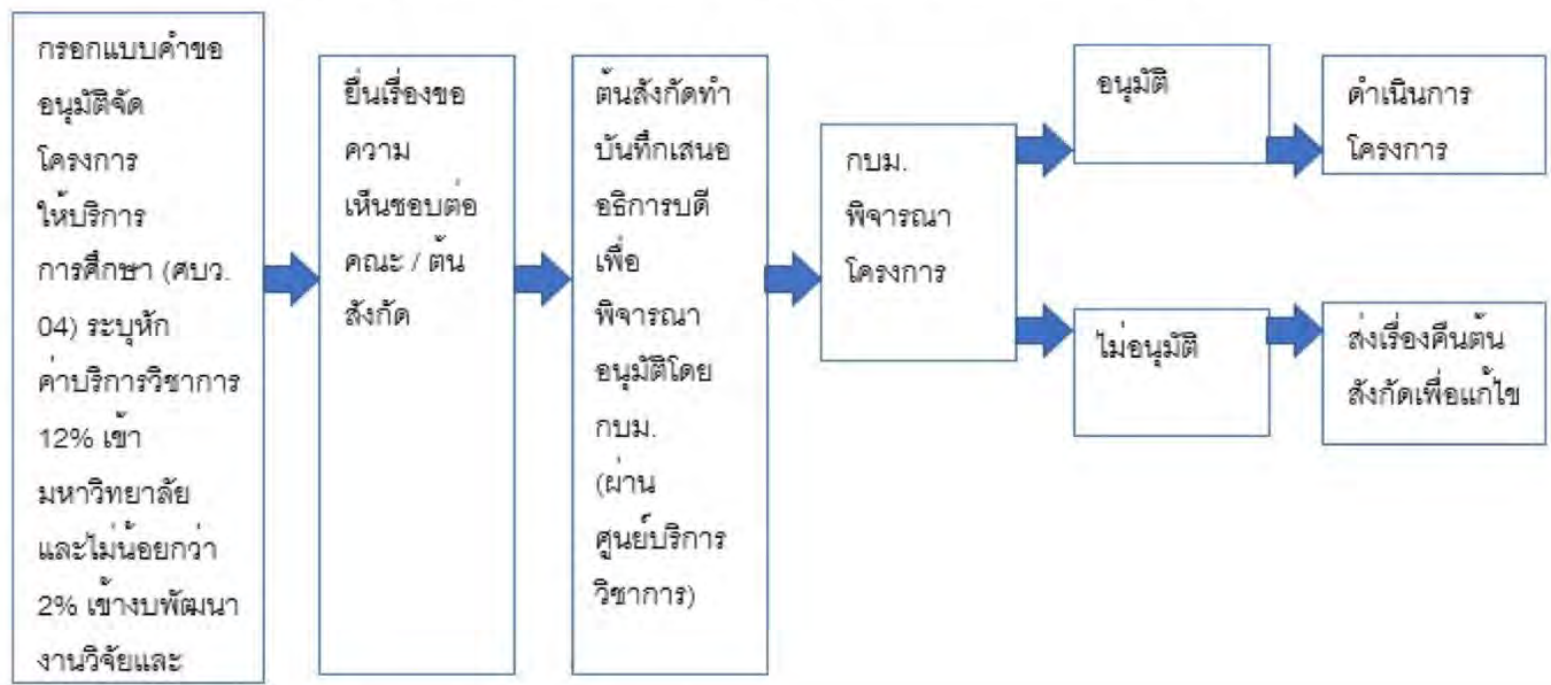 กรอกแบบคำขอ
อนุมัติจัด
โครงการ
ให้บริการ
การศึกษา (ศบว.
04) ระบุหัก
ค่าบริการวิชาการ
12% เข้า
มหาวิทยาลัย
และไม่น้อยกว่า
2% เข้างบพัฒนา
งานวิจัยและ
ยื่นเรื่องขอ
ความ
เห็นชอบต่อ
คณะ / ต้น
สังกัด
ต้นสังกัดทำ
บันทึกเสนอ
อธิการบดี
เพื่อ
พิจารณา
อนุมัติโดย
กบม.
(ผ่าน
ศูนย์บริการ
วิชาการ)
กบม.
พิจารณา
โครงการ
อนุมัติ
ดำเนินการ
โครงการ
ไม่อนุมัติ
ส่งเรื่องคืนต้น
สังกัดเพื่อแก้ไข